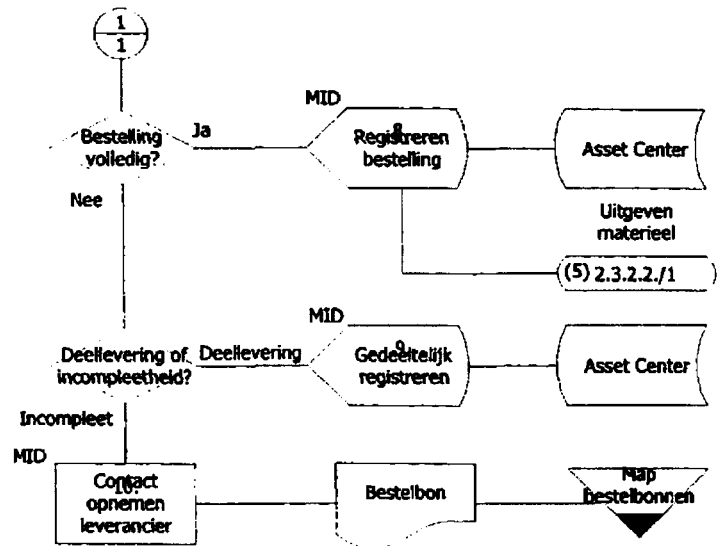 1
1
MID
Bestelling
volledig?
Ja
8.
Registreren
bestelling
Asset Center
Nee
Uitgeven
materieel
(5) 2.3.2.2./1
MID
Deellevering of
incompleetheid?
Deellevering
9.
Gedeeltelijk
registreren
Asset Center
Incompleet
MID
10.
Contact
opnemen
leverancier
Bestelbon
Map
bestelbonnen